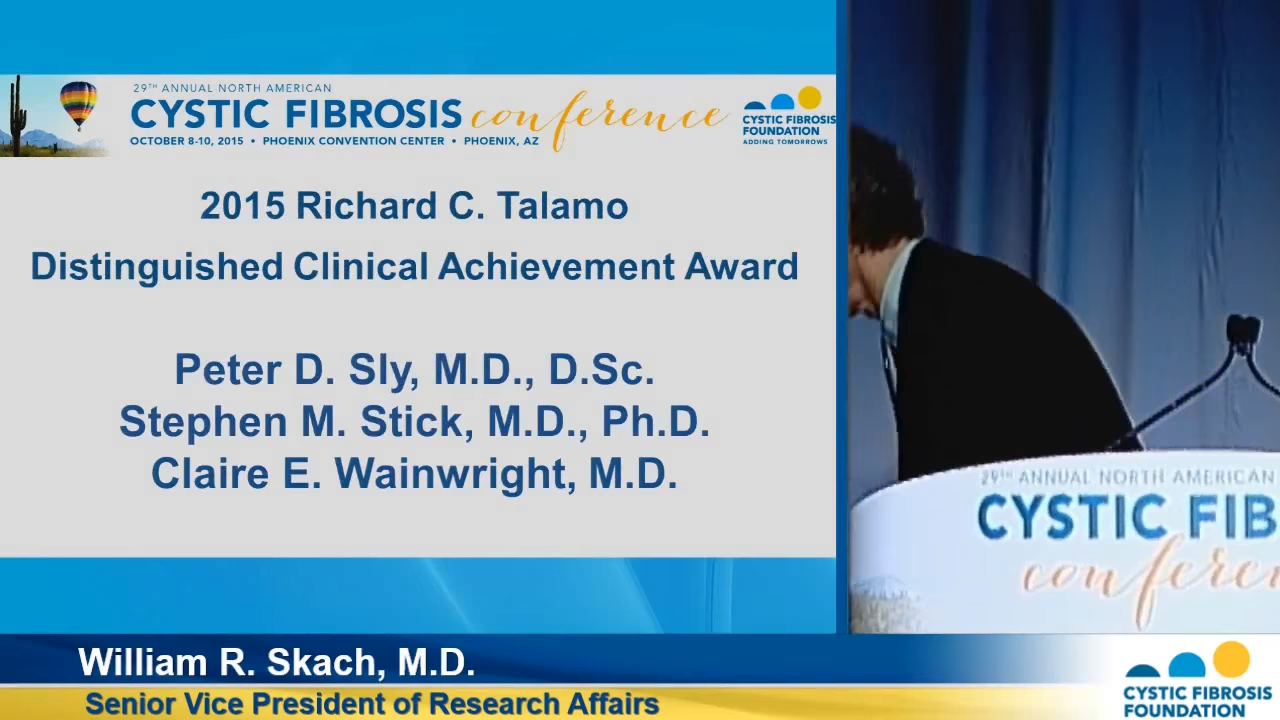 29TH ANNUAL NORTH AMERICAN
CYSTIC FIBROSIS conference
OCTOBER 8-10, 2015 • PHOENIX CONVENTION CENTER • PHOENIX, AZ
CYSTIC FIBROSIS
FOUNDATION
ADDING TOMORROWS
2015 Richard C. Talamo
Distinguished Clinical Achievement Award
Peter D. Sly, M.D., D.Sc.
Stephen M. Stick, M.D., Ph.D.
Claire E. Wainwright, M.D.
29TH ANNUAL NORTH AMERICAN
CYSTIC FIB
conferen
William R. Skach, M.D.
Senior Vice President of Research Affairs
CYSTIC FIBROSIS
FOUNDATION